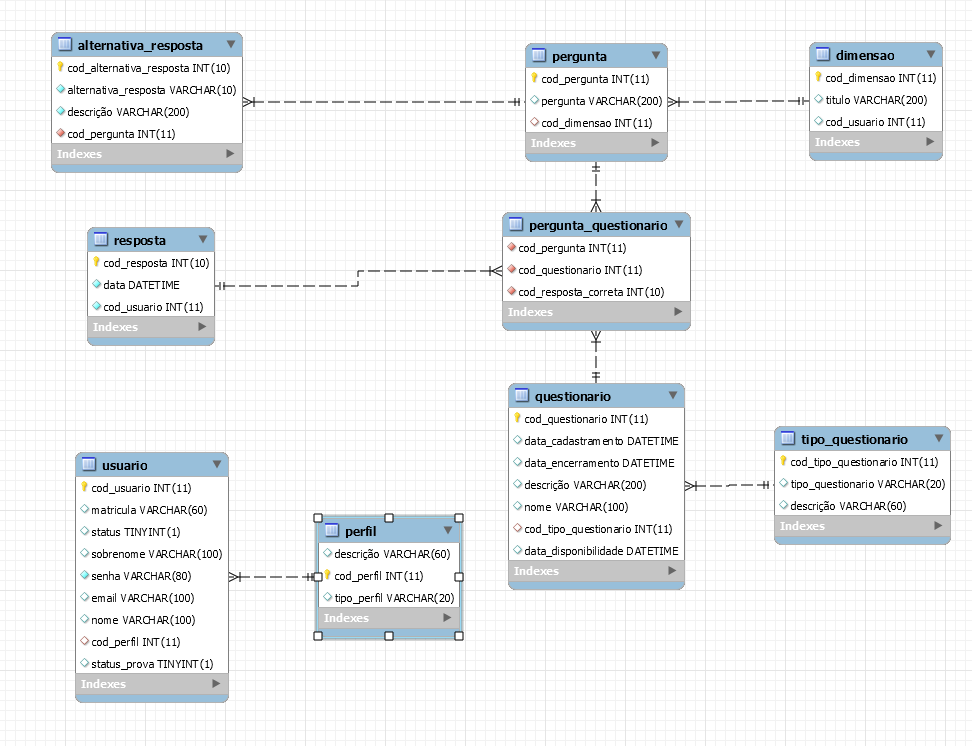 alternativa_resposta
cod_alternativa_resposta INT(10)
alternativa_resposta VARCHAR(10)
descrição VARCHAR(200)
cod_pergunta INT(11)
Indexes
pergunta
cod_pergunta INT(11)
pergunta VARCHAR(200)
cod_dimensao INT(11)
Indexes
dimensao
cod_dimensao INT(11)
titulo VARCHAR(200)
cod_usuario INT(11)
Indexes
resposta
cod_resposta INT(10)
data DATETIME
cod_usuario INT(11)
Indexes
pergunta_questionario
cod_pergunta INT(11)
cod_questionario INT(11)
cod_resposta_correta INT(10)
Indexes
questionario
cod_questionario INT(11)
data_cadastramento DATETIME
data_encerramento DATETIME
descrição VARCHAR(200)
nome VARCHAR(100)
cod_tipo_questionario INT(11)
data_disponibilidade DATETIME
Indexes
tipo_questionario
cod_tipo_questionario INT(11)
tipo_questionario VARCHAR(20)
descrição VARCHAR(60)
Indexes
usuario
cod_usuario INT(11)
matricula VARCHAR(60)
status TINYINT(1)
sobrenome VARCHAR(100)
senha VARCHAR(80)
email VARCHAR(100)
nome VARCHAR(100)
cod_perfil INT(11)
status_prova TINYINT(1)
Indexes
perfil
descrição VARCHAR(60)
cod_perfil INT(11)
tipo_perfil VARCHAR(20)
Indexes